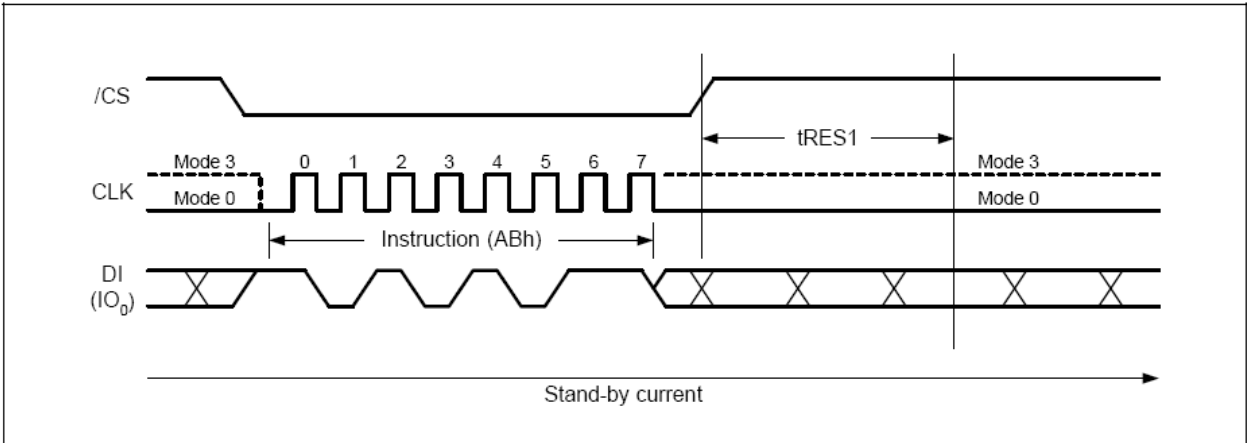 /CS
tRES1
Mode 3 0 1 2 3 4 5 6 7 Mode 3
CLK
Mode 0 Mode 0
Instruction (ABh)
DI
(IO0)
Stand-by current